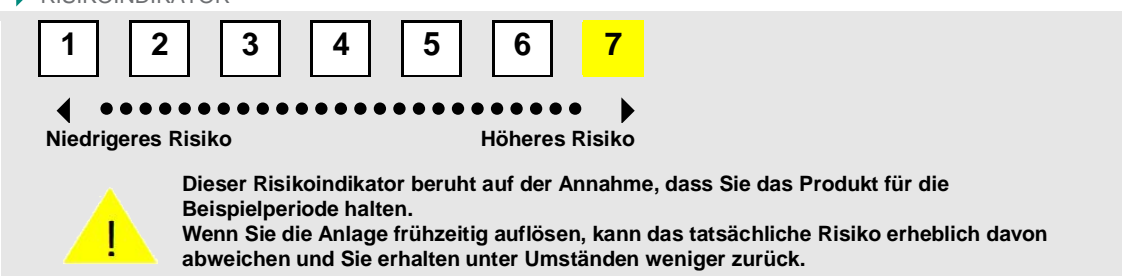 RISIKOINDIKATOR
1 2 3 4 5 6 7
Niedrigeres Risiko Höheres Risiko
Dieser Risikoindikator beruht auf der Annahme, dass Sie das Produkt für die
Beispielperiode halten.
Wenn Sie die Anlage frühzeitig auflösen, kann das tatsächliche Risiko erheblich davon
abweichen und Sie erhalten unter Umständen weniger zurück.
!